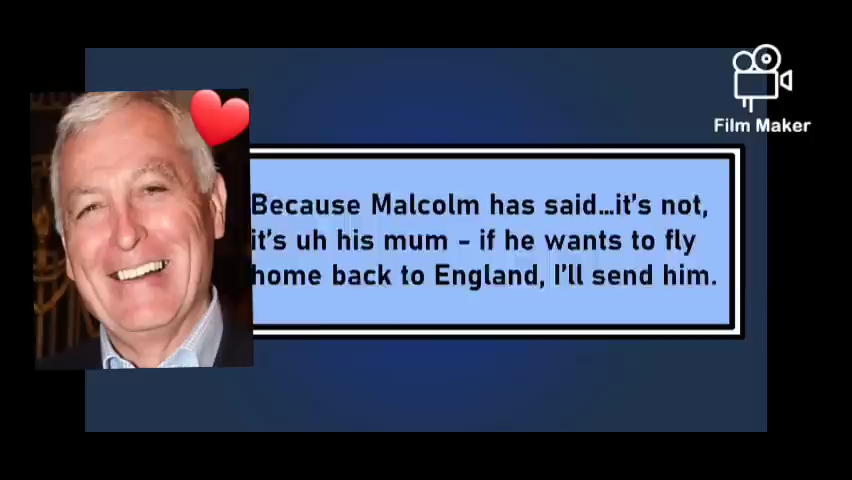 Film Maker
Because Malcolm has said...it's not,
it's uh his mum - if he wants to fly
home back to England, I'll send him.